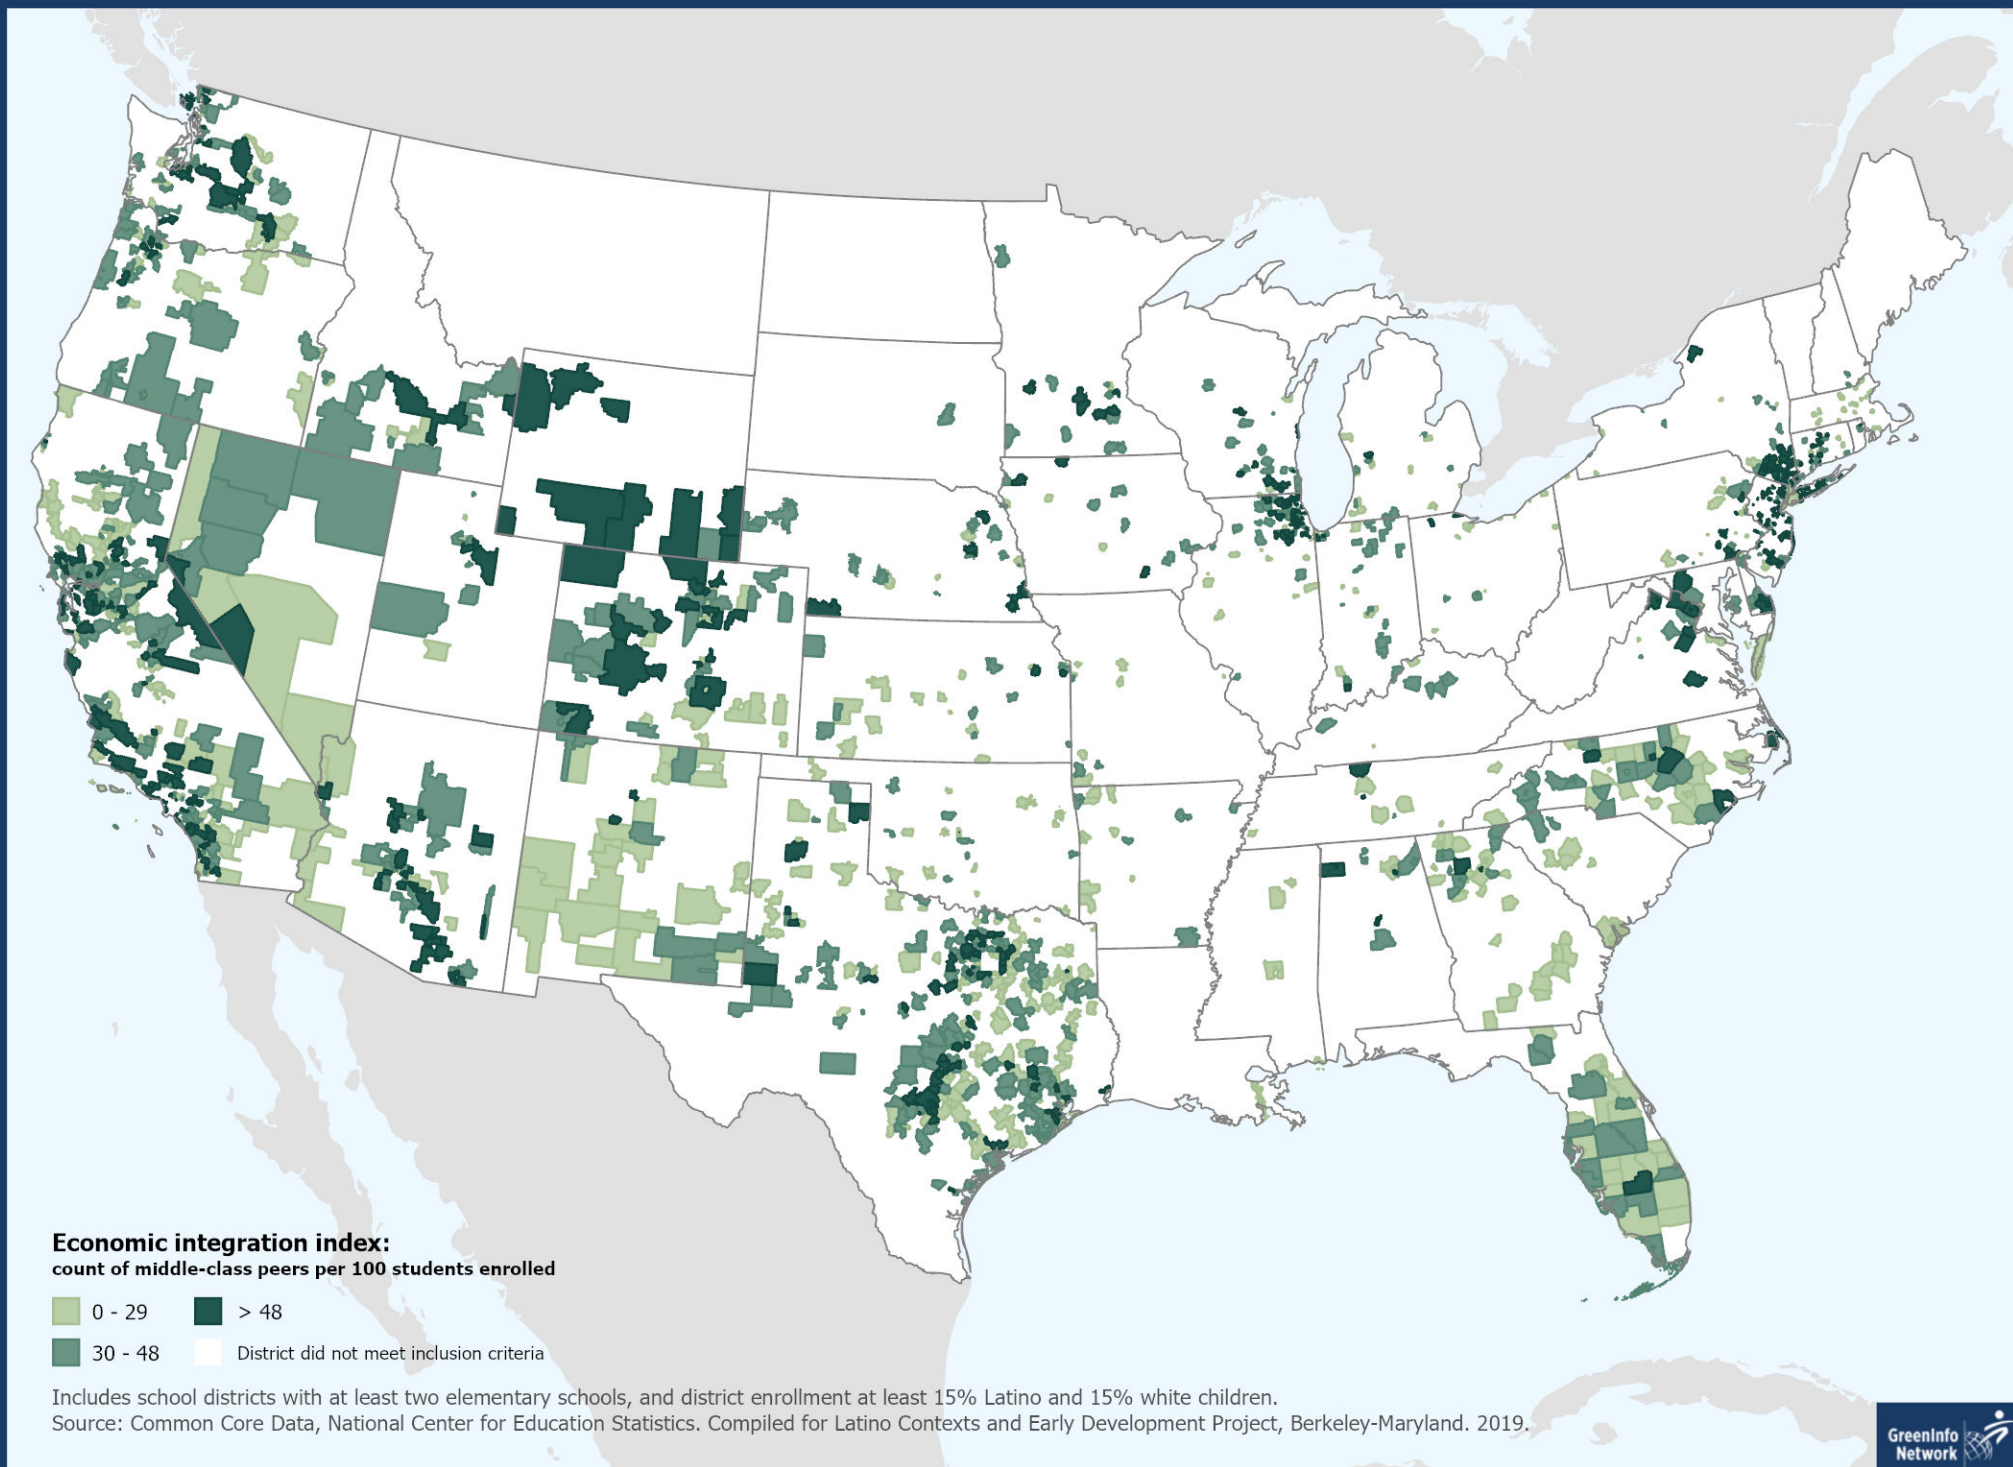 Economic integration index:
count of middle-class peers per 100 students enrolled
0 - 29
> 48
30 - 48
District did not meet inclusion criteria
Includes school districts with at least two elementary schools, and district enrollment at least 15% Latino and 15% white children.
Source: Common Core Data, National Center for Education Statistics. Compiled for Latino Contexts and Early Development Project, Berkeley-Maryland. 2019.
GreenInfo
Network